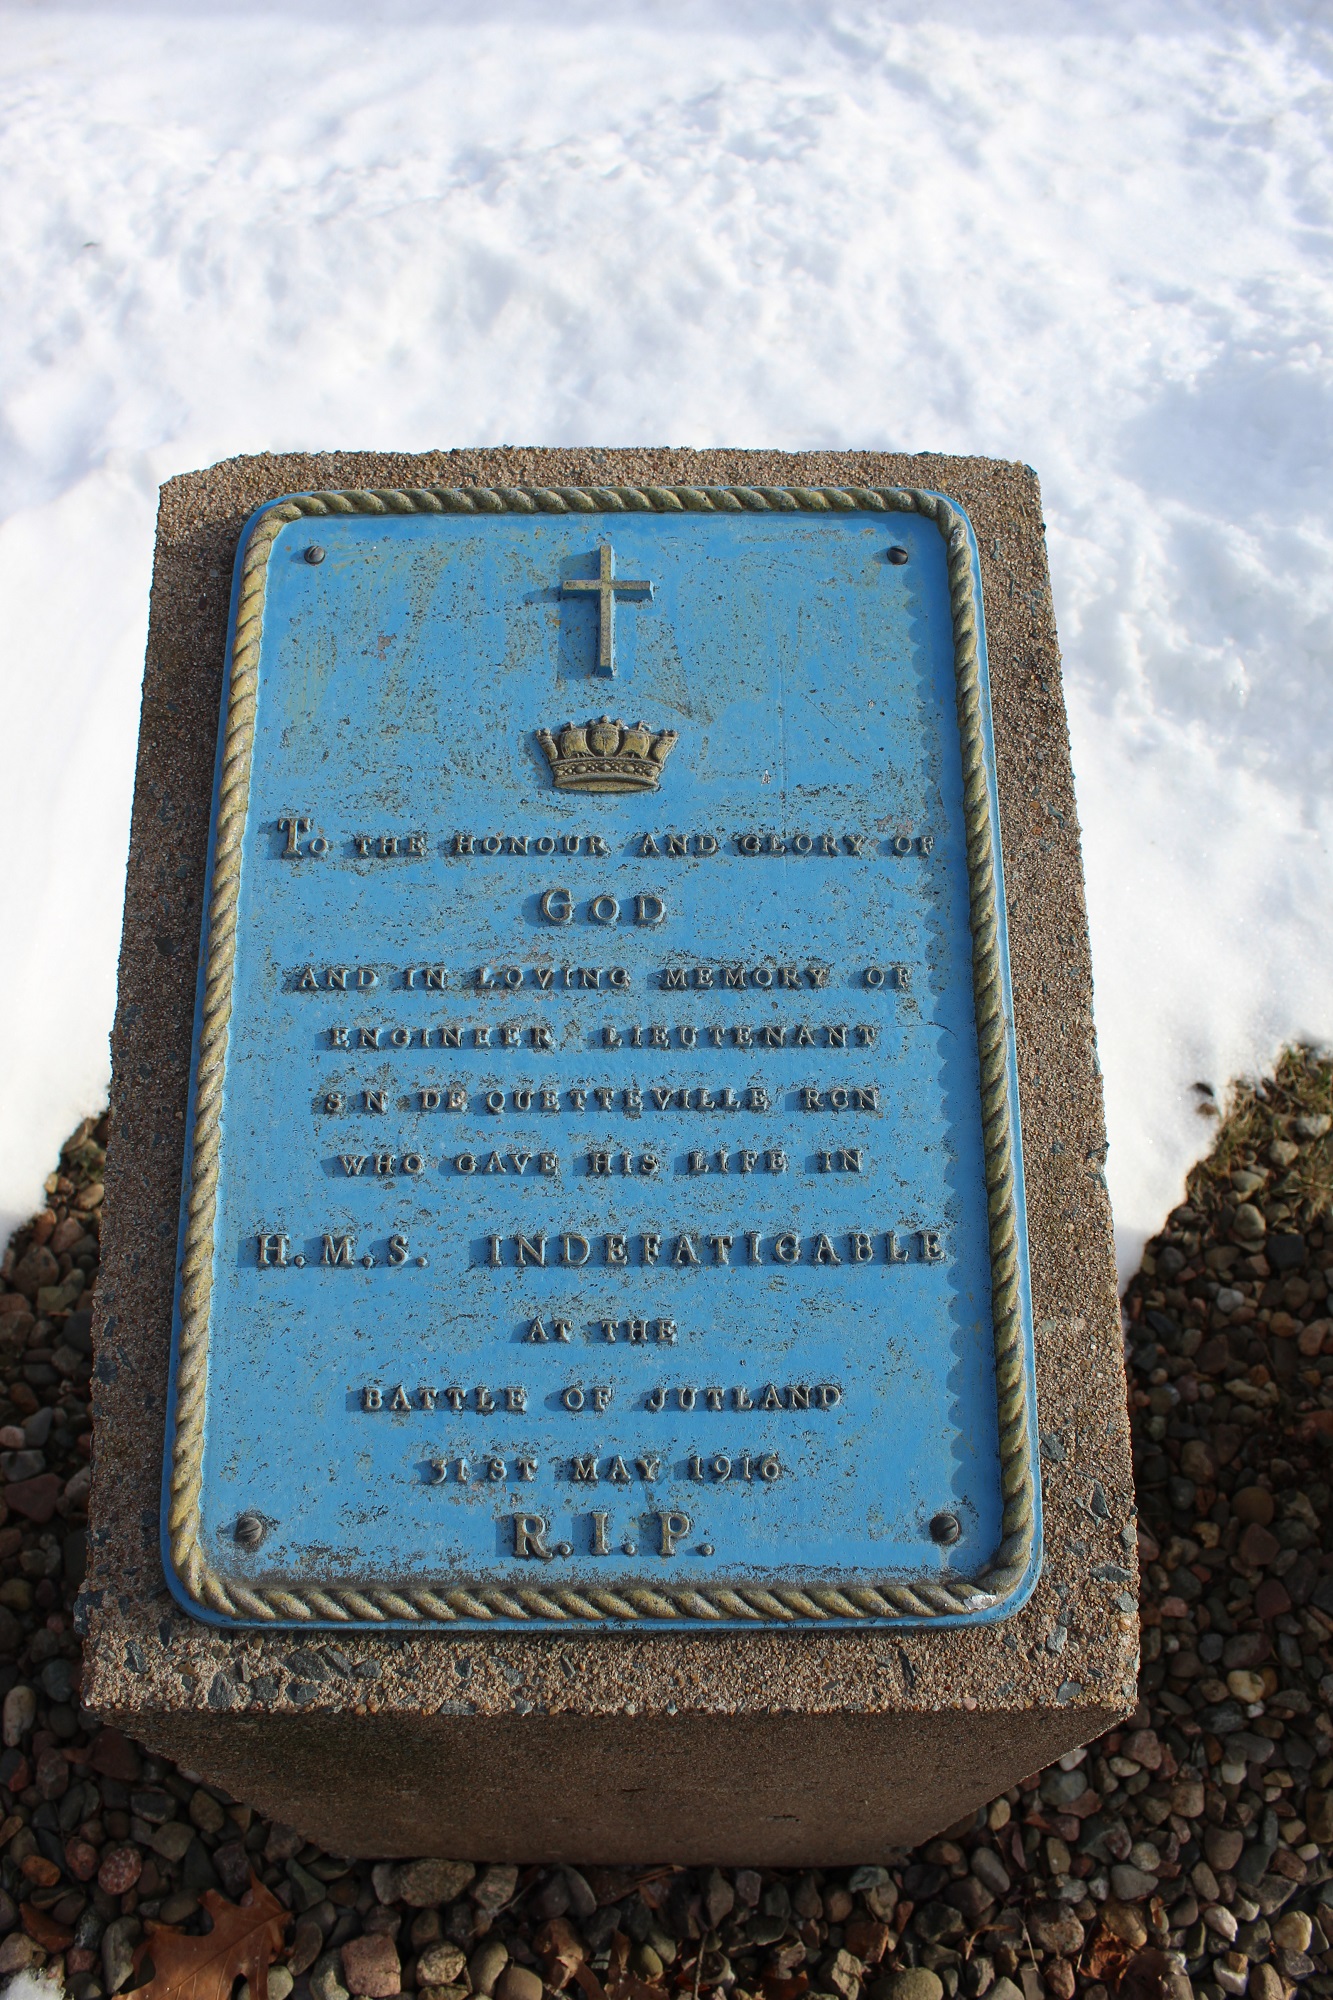 To THE HONOUR AND GLORY OF
GOD
AND IN LOVING MEMORY OF
ENGINEER LIEUTENANT
S N DE QUETTEVILLE RCN
WHO GAVE HIS LIFE IN
H.M.S. INDEFATIGABLE
AT THE
BATTLE OF JUTLAND
31ST MAY 1916
R.I.P.